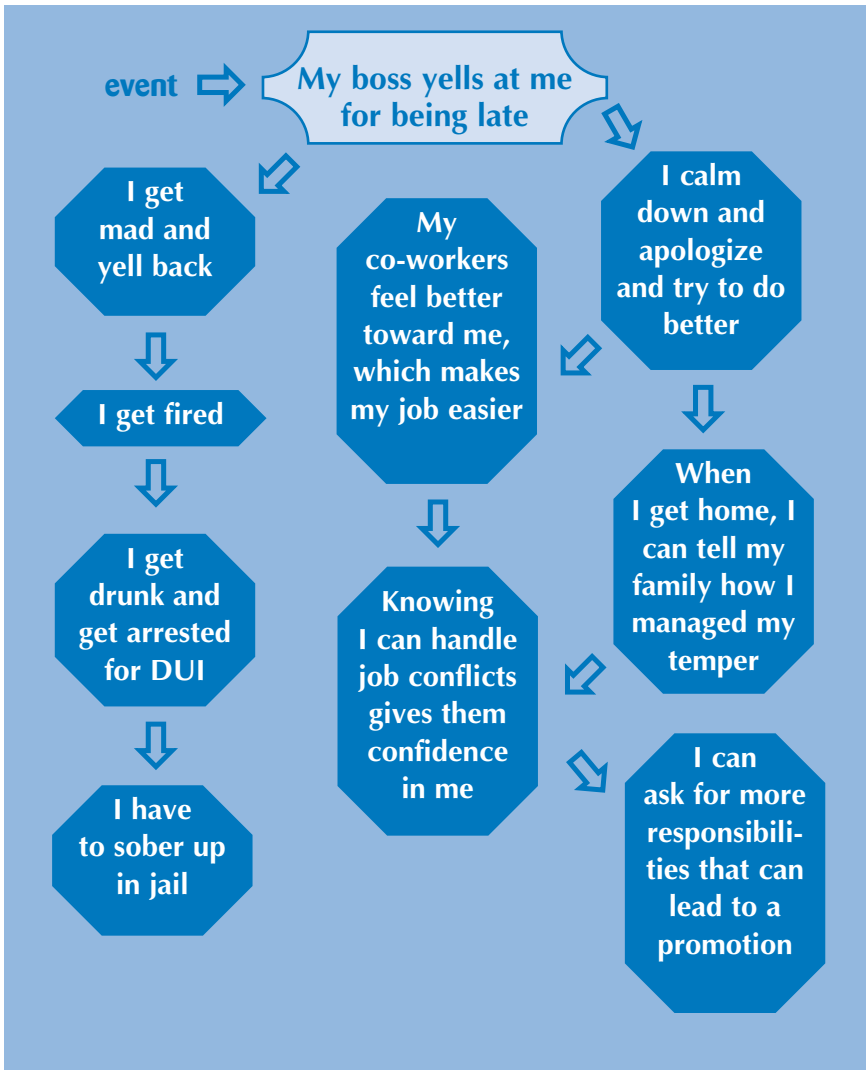 event
My boss yells at me
for being late
I get
mad and
yell back
I get fired
I get
drunk and
get arrested
for DUI
I have
to sober up
in jail
I calm
down and
apologize
and try to do
better
My
co-workers
feel better
toward me,
which makes
my job easier
When
I get home, I
can tell my
family how I
managed my
temper
Knowing
I can handle
job conflicts
gives them
confidence
in me
I can
ask for more
responsibili-
ties that can
lead to a
promotion